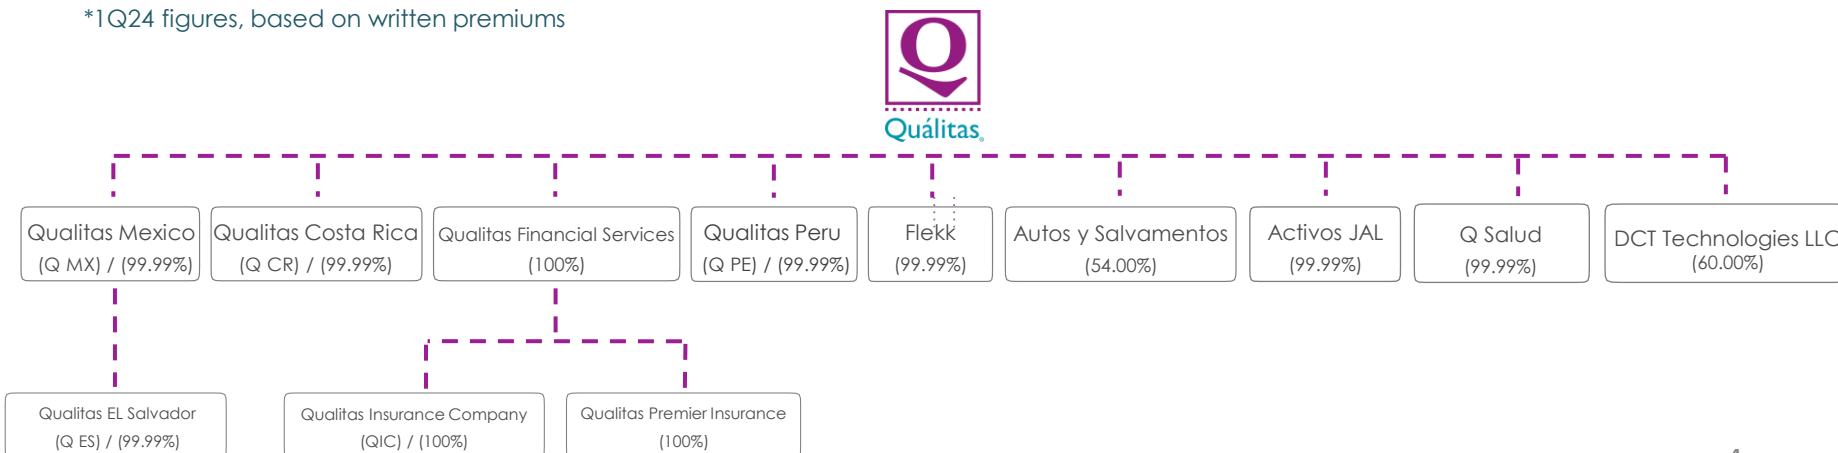 *1Q24 figures, based on written premiums
Q
Quálitas®
Qualitas Mexico
(Q MX) / (99.99%)
Qualitas Costa Rica
(Q CR) / (99.99%)
Qualitas Financial Services
(100%)
Qualitas Peru
(Q PE) / (99.99%)
Flekk
(99.99%)
Autos y Salvamentos
(54.00%)
Activos JAL
(99.99%)
Q Salud
(99.99%)
DCT Technologies LLC
(60.00%)
Qualitas EL Salvador
(Q ES) / (99.99%)
Qualitas Insurance Company
(QIC) / (100%)
Qualitas Premier Insurance
(100%)